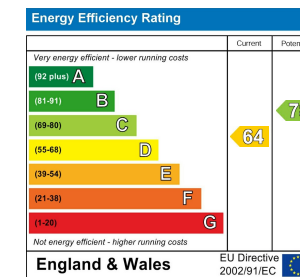 Energy Efficiency Rating
Current
Very energy efficient - lower running costs
(92 plus) A
(81-91) B
(69-80) C
(55-68) D
64
(39-54) E
(21-38) F
(1-20) G
Not energy efficient - higher running costs
England & Wales
EU Directive
2002/91/EC